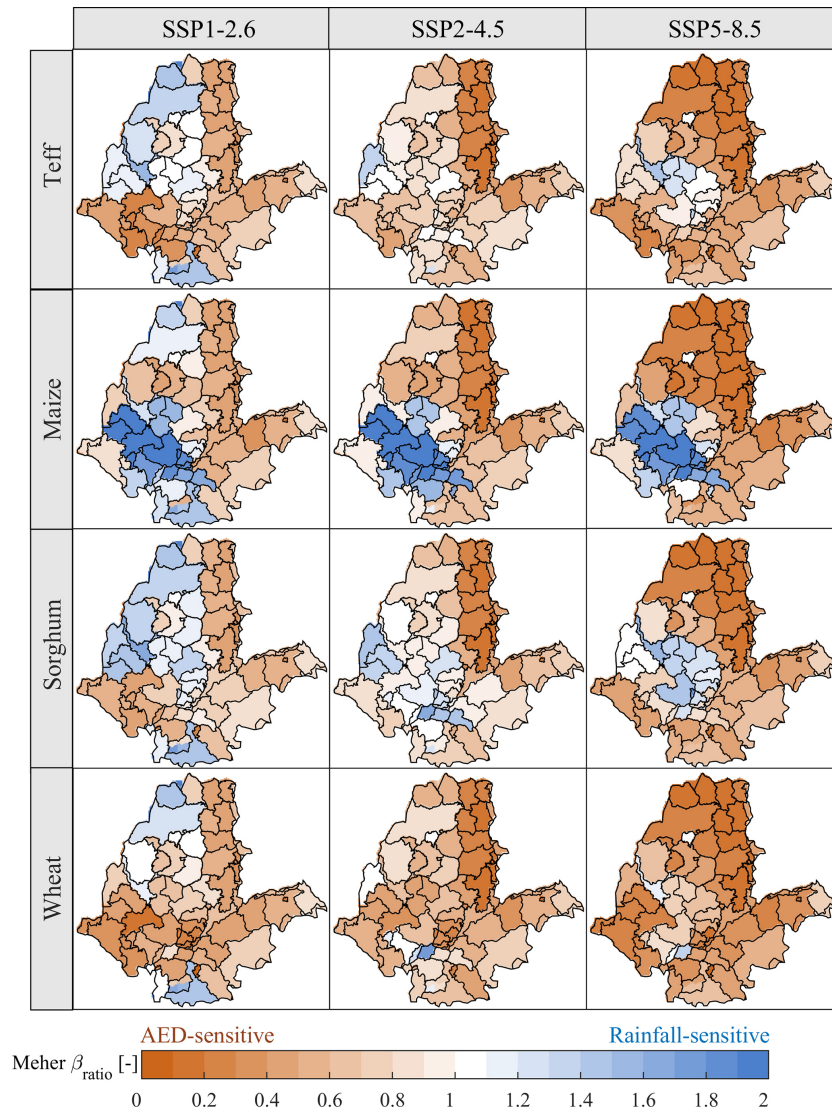 SSP1-2.6
SSP2-4.5
SSP5-8.5
Teff
Maize
Sorghum
Wheat
AED-sensitive
Rainfall-sensitive
Meher βratio [-]
0 0.2 0.4 0.6 0.8 1 1.2 1.4 1.6 1.8 2